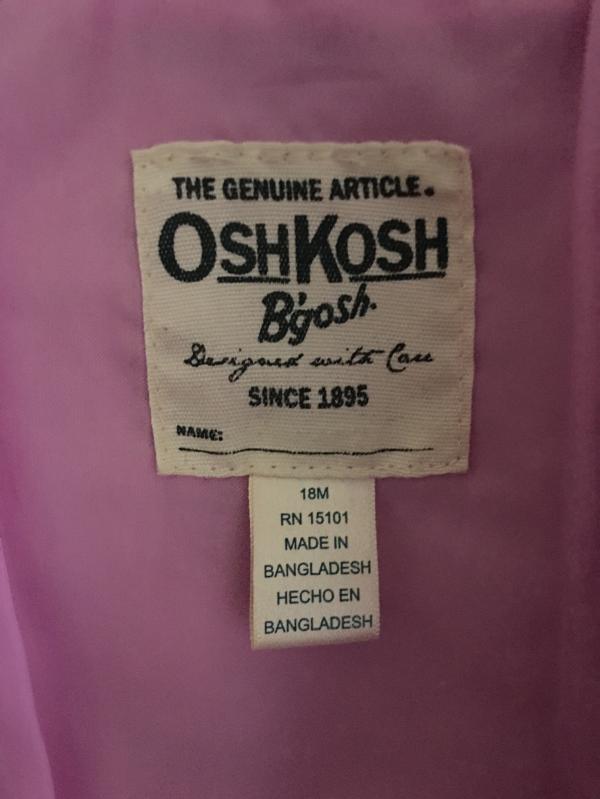 THE GENUINE ARTICLE.
OSHKOSH
B'gosh.
Designed with Care
SINCE 1895
NAME:
18M
RN 15101
MADE IN
BANGLADESH
HECHO EN
BANGLADESH